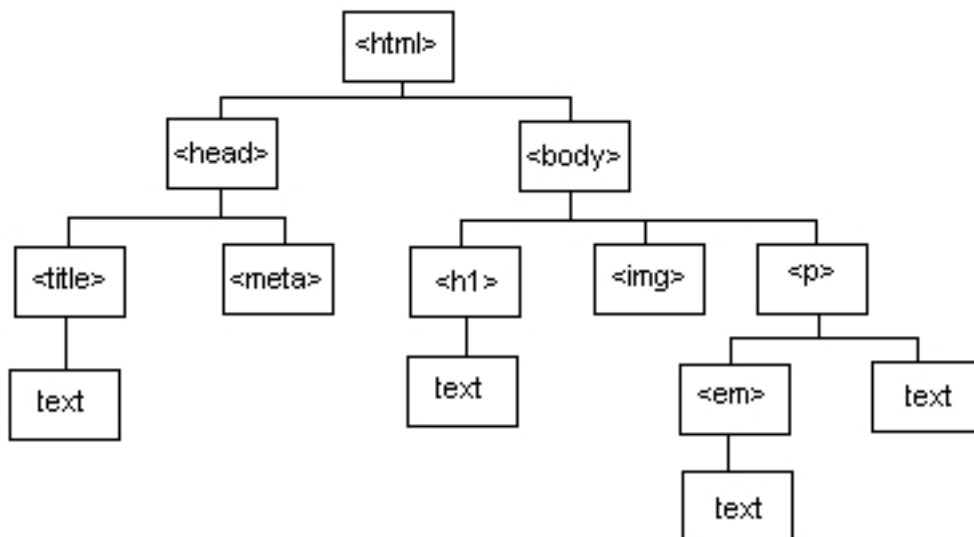 <html>
<head>
<body>
<title>
<meta>
<h1>
<img>
<p>
text
text
<em>
text
text